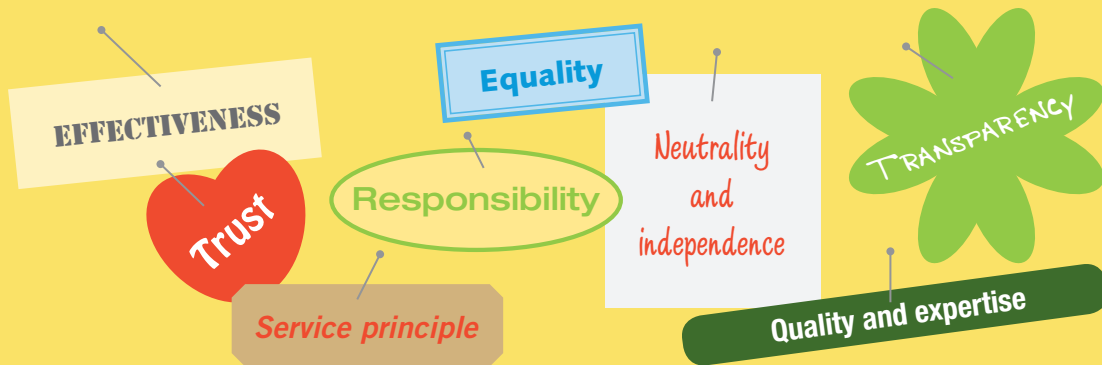 EFFECTIVENESS
Trust
Service principle
Equality
Responsibility
Neutrality
and
independence
TRANSPARENCY
Quality and expertise